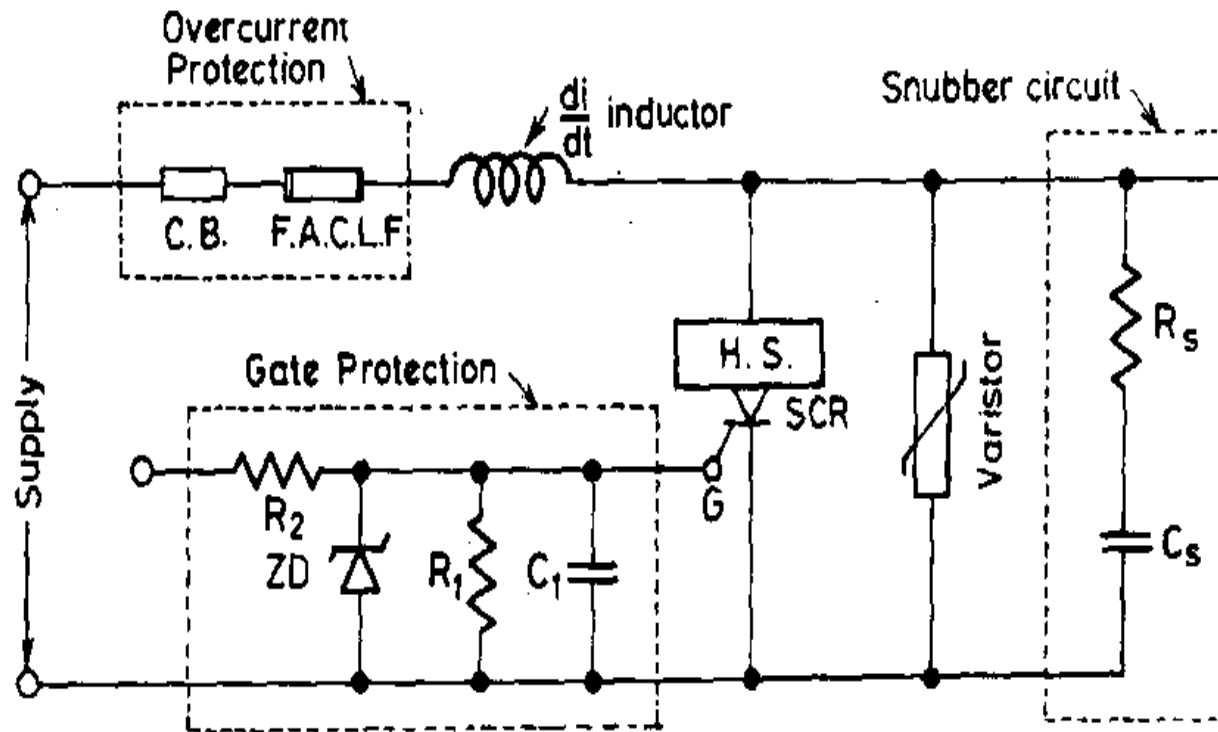 Overcurrent
Protection
di
dt
inductor
Snubber circuit
C.B.
F.A.C.L.F
H. S.
SCR
Rs
Gate Protection
Varistor
Supply
G
R2
ZD
R1
C1
Cs